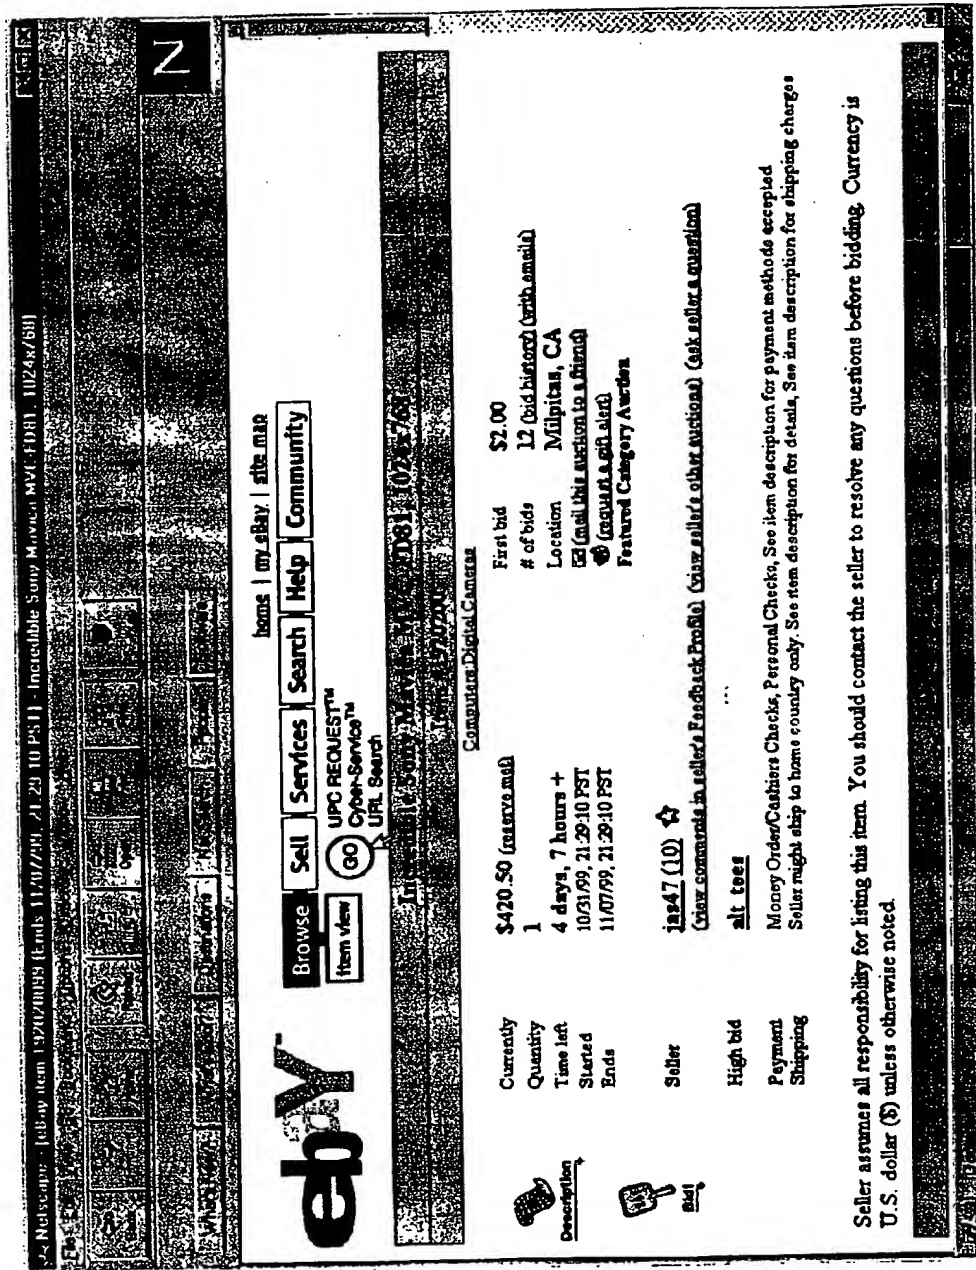 Netscape - [eBay item 192020099 (Ends 11/07/99, 21:29:10 PST) - Incredible Sony Mavica MVC-FD81 1024x768]
N
home | my eBay | site map
ebaY™
Browse
Sell
Services
Search
Help
Community
Item view
GO
UPC REQUEST™
Cyber-Service™
URL Search
Incredible Sony Mavica MVC-FD81 1024x768
Computers:Digital Cameras
Description
Currently $420.50 (reserve met) First bid $2.00
Quantity 1 # of bids 12 (bid history) (with emails)
Time left 4 days, 7 hours + Location Milpitas, CA
Started 10/31/99, 21:29:10 PST (mail this auction to a friend)
Ends 11/07/99, 21:29:10 PST (request a gift alert)
Featured Category Auction
Bid!
Seller (10)
(view comments in seller's Feedback Profile) (view seller's other auctions) (ask seller a question)
High bid alt tees
Payment Money Order/Cashiers Checks, Personal Checks, See item description for payment methods accepted
Shipping Seller might ship to home country only. See item description for details, See item description for shipping charges
Seller assumes all responsibility for listing this item. You should contact the seller to resolve any questions before bidding. Currency is
U.S. dollar ($) unless otherwise noted.